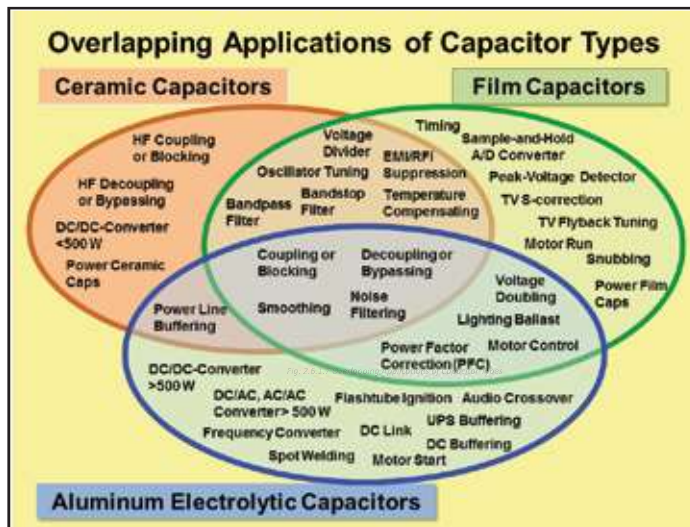 Overlapping Applications of Capacitor Types
Ceramic Capacitors
Film Capacitors
HF Coupling
or Blocking
HF Decoupling
or Bypassing
DC/DC-Converter
<500 W
Power Ceramic
Caps
Voltage
Divider
Oscillator Tuning
EMI/RFI
Suppression
Bandpass
Filter
Bandstop
Filter
Temperature
Compensating
Timing
Sample-and-Hold
A/D Converter
Peak-Voltage Detector
TV S-correction
TV Flyback Tuning
Motor Run
Snubbing
Power Film
Caps
Coupling or
Blocking
Decoupling or
Bypassing
Smoothing
Noise
Filtering
Power Line
Buffering
Voltage
Doubling
Lighting Ballast
Motor Control
Power Factor
Correction (PFC)
DC/DC-Converter
>500 W
DC/AC, AC/AC
Converter> 500 W
Flashtube Ignition
Audio Crossover
Frequency Converter
DC Link
UPS Buffering
DC Buffering
Spot Welding
Motor Start
Aluminum Electrolytic Capacitors